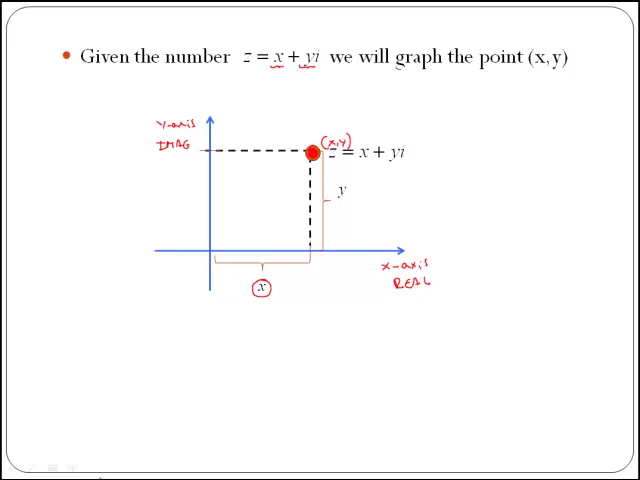 • Given the number z = x + yi we will graph the point (x, y)
Y-axis
IMAG
(x,y)
z = x + yi
y
x-axis
REAL
x